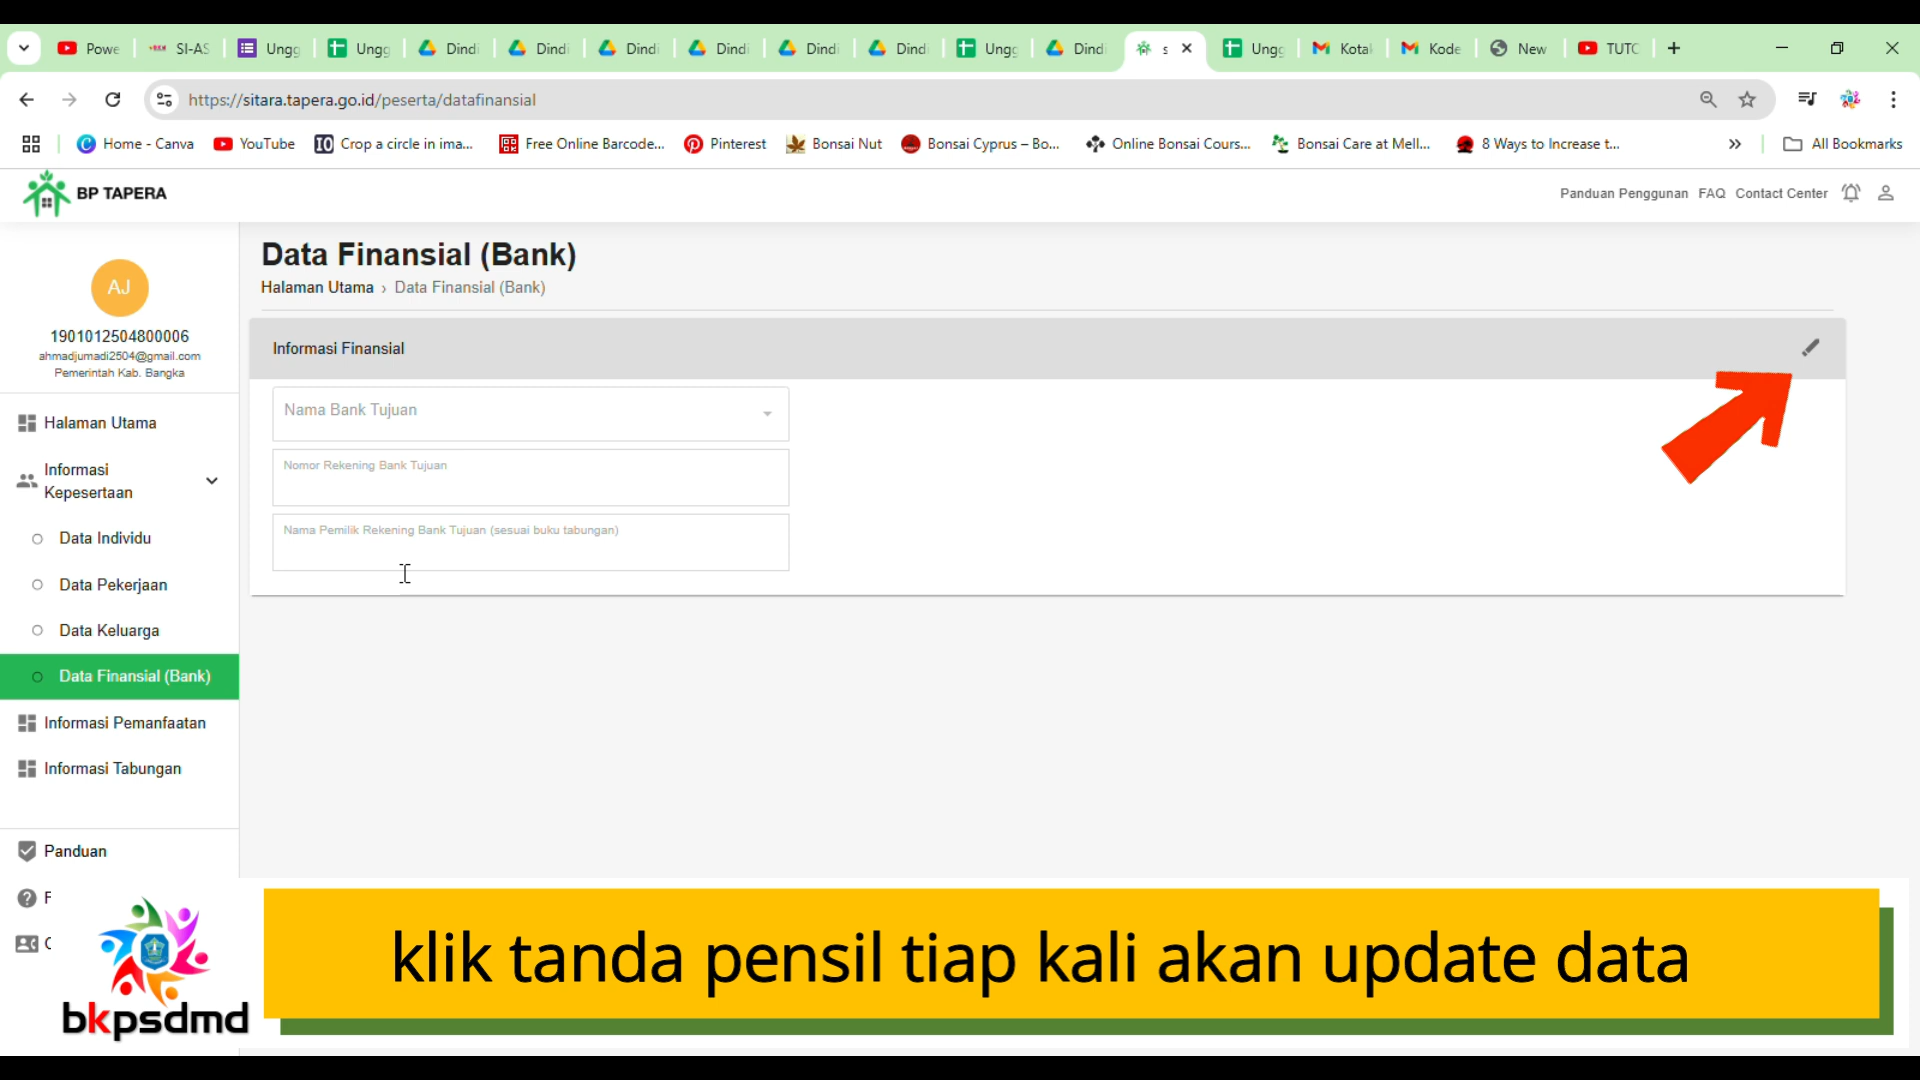 Powe
SI-AS
Ungg
Ungg
Dindi
Dindi
Dindi
Dindi
Dindi
Dindi
Ungg
Dindi
s
Ungg
Kotak
Kode
New
TUTO
https://sitara.tapera.go.id/peserta/datafinansial
Home - Canva
YouTube
Crop a circle in ima...
Free Online Barcode...
Pinterest
Bonsai Nut
Bonsai Cyprus – Bo...
Online Bonsai Cours...
Bonsai Care at Mell...
8 Ways to Increase t...
All Bookmarks
BP TAPERA
Panduan Penggunan
FAQ
Contact Center
AJ
1901012504800006
ahmadjumadi2504@gmail.com
Pemerintah Kab. Bangka
Halaman Utama
Informasi
Kepesertaan
Data Individu
Data Pekerjaan
Data Keluarga
Data Finansial (Bank)
Informasi Pemanfaatan
Informasi Tabungan
Panduan
F
C
Data Finansial (Bank)
Halaman Utama › Data Finansial (Bank)
Informasi Finansial
Nama Bank Tujuan
Nomor Rekening Bank Tujuan
Nama Pemilik Rekening Bank Tujuan (sesuai buku tabungan)
bkpsdmd
klik tanda pensil tiap kali akan update data